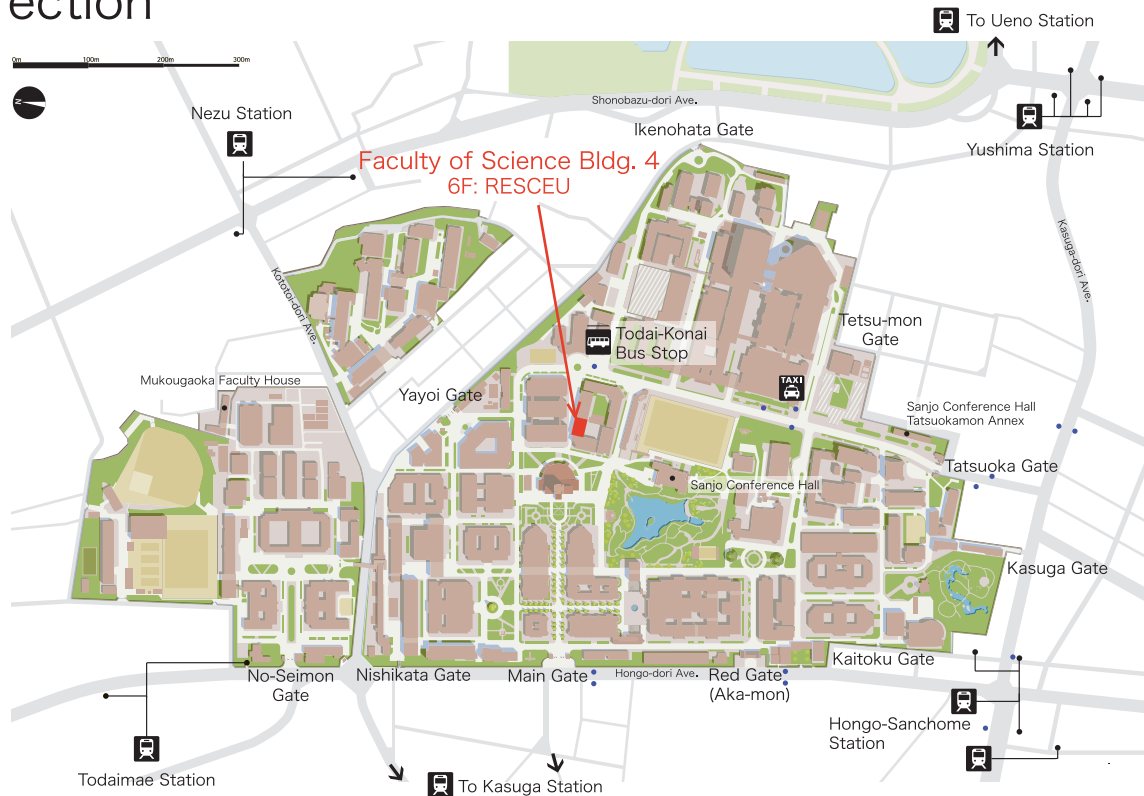 ection
To Ueno Station
0m 100m 200m 300m
N
Nezu Station
Shonobazu-dori Ave.
Ikenohata Gate
Yushima Station
Faculty of Science Bldg. 4
6F: RESCEU
Kasuga-dori Ave.
Kototoi-dori Ave.
Todai-Konai
Bus Stop
Tetsu-mon
Gate
TAXI
Mukougaoka Faculty House
Yayoi Gate
Sanjo Conference Hall
Tatsuokamon Annex
Tatsuoka Gate
Sanjo Conference Hall
Kasuga Gate
Kaitoku Gate
No-Seimon
Gate
Nishikata Gate
Main Gate
Hongo-dori Ave.
Red Gate
(Aka-mon)
Hongo-Sanchome
Station
Todaimae Station
To Kasuga Station